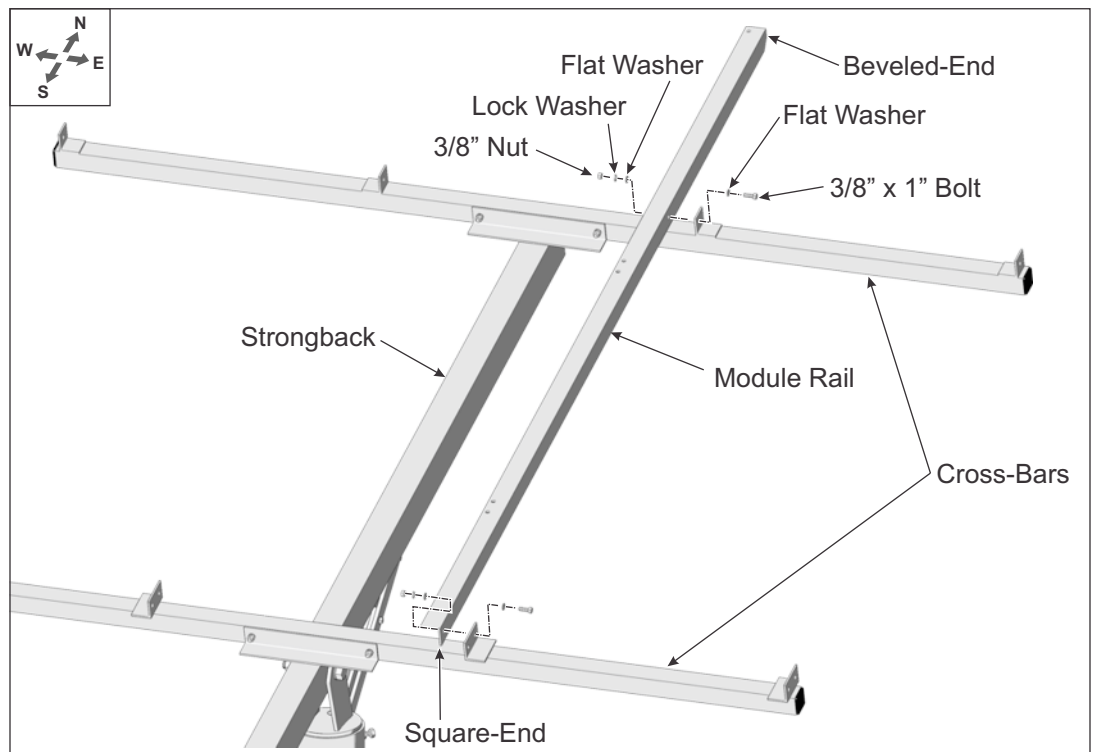 N
W
E
S
Flat Washer
Beveled-End
Lock Washer
Flat Washer
3/8” Nut
3/8” x 1” Bolt
Strongback
Module Rail
Cross-Bars
Square-End